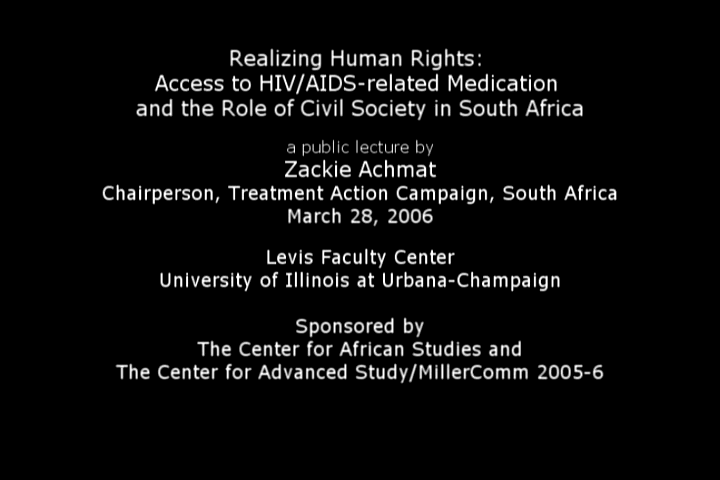 Realizing Human Rights:
Access to HIV/AIDS-related Medication
and the Role of Civil Society in South Africa
a public lecture by
Zackie Achmat
Chairperson, Treatment Action Campaign, South Africa
March 28, 2006
Levis Faculty Center
University of Illinois at Urbana-Champaign
Sponsored by
The Center for African Studies and
The Center for Advanced Study/MillerComm 2005-6